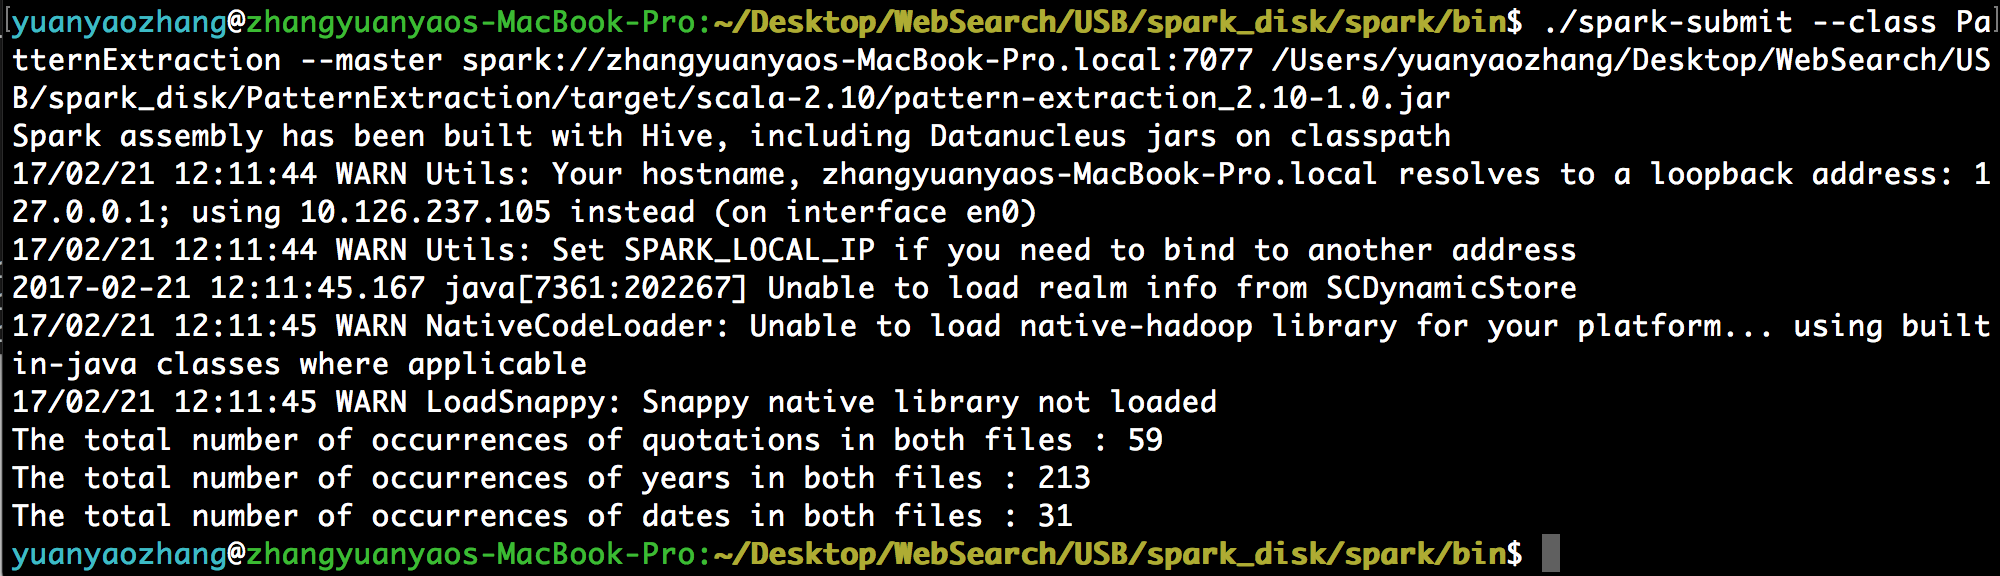 [yuanyaozhang@zhangyuanyaos-MacBook-Pro:~/Desktop/WebSearch/USB/spark_disk/spark/bin$ ./spark-submit --class Pa]
tternExtraction --master spark://zhangyuanyaos-MacBook-Pro.local:7077 /Users/yuanyaozhang/Desktop/WebSearch/US
B/spark_disk/PatternExtraction/target/scala-2.10/pattern-extraction_2.10-1.0.jar
Spark assembly has been built with Hive, including Datanucleus jars on classpath
17/02/21 12:11:44 WARN Utils: Your hostname, zhangyuanyaos-MacBook-Pro.local resolves to a loopback address: 1
27.0.0.1; using 10.126.237.105 instead (on interface en0)
17/02/21 12:11:44 WARN Utils: Set SPARK_LOCAL_IP if you need to bind to another address
2017-02-21 12:11:45.167 java[7361:202267] Unable to load realm info from SCDynamicStore
17/02/21 12:11:45 WARN NativeCodeLoader: Unable to load native-hadoop library for your platform... using built
in-java classes where applicable
17/02/21 12:11:45 WARN LoadSnappy: Snappy native library not loaded
The total number of occurrences of quotations in both files : 59
The total number of occurrences of years in both files : 213
The total number of occurrences of dates in both files : 31
yuanyaozhang@zhangyuanyaos-MacBook-Pro:~/Desktop/WebSearch/USB/spark_disk/spark/bin$